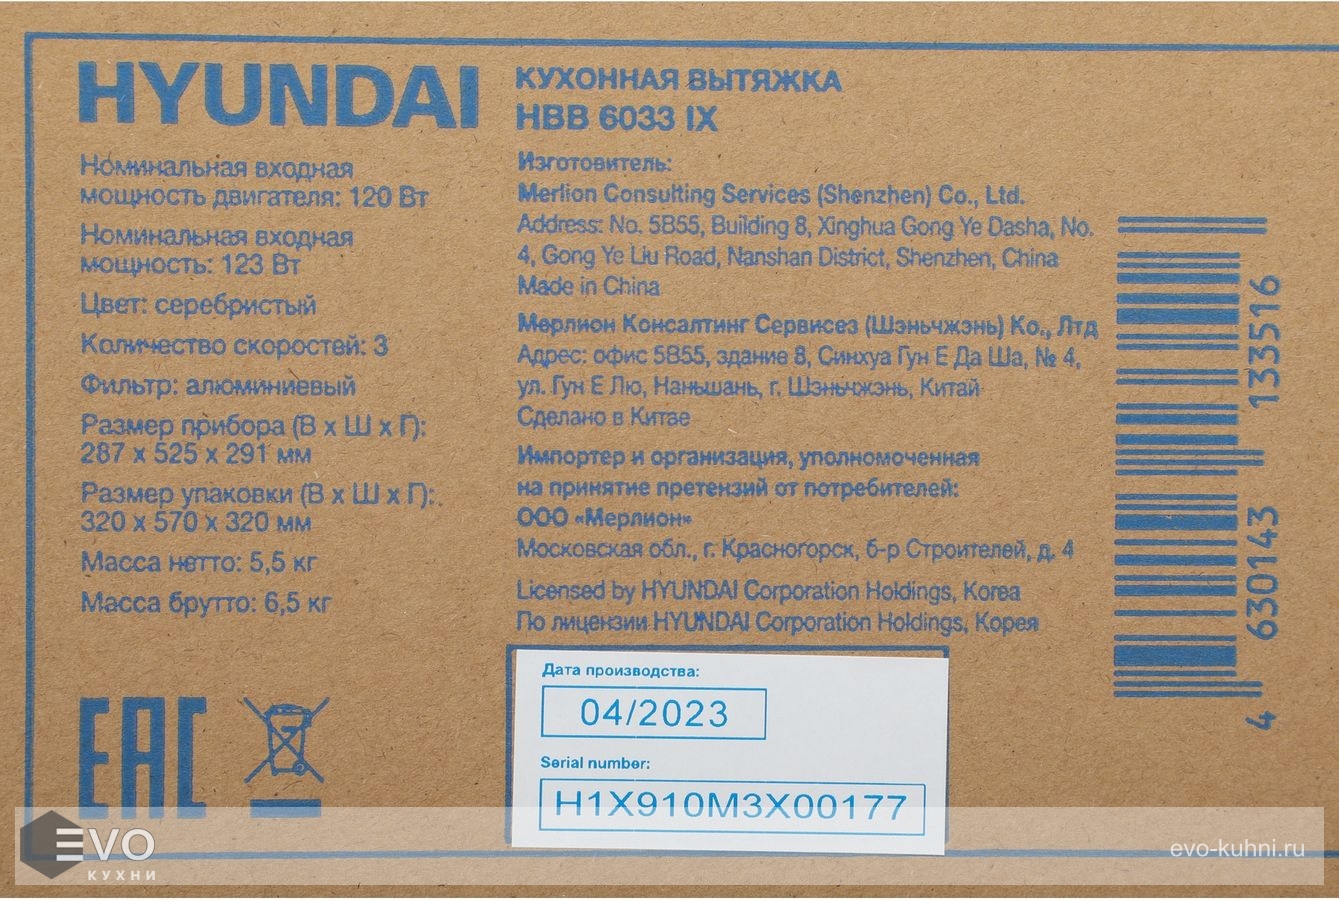 HYUNDAI
Номинальная входная
мощность двигателя: 120 Вт
Номинальная входная
мощность: 123 Вт
Цвет: серебристый
Количество скоростей: 3
Фильтр: алюминиевый
Размер прибора (В х Ш х Г):
287 х 525 х 291 мм
Размер упаковки (В х Ш х Г):
320 х 570 х 320 мм
Масса нетто: 5,5 кг
Масса брутто: 6,5 кг
EAC
КУХОННАЯ ВЫТЯЖКА
HBB 6033 IX
Изготовитель:
Merlion Consulting Services (Shenzhen) Co., Ltd.
Address: No. 5B55, Building 8, Xinghua Gong Ye Dasha, No.
4, Gong Ye Liu Road, Nanshan District, Shenzhen, China
Made in China
Мерлион Консалтинг Сервисез (Шэньчжэнь) Ко., Лтд
Адрес: офис 5B55, здание 8, Синхуа Гун Е Да Ша, № 4,
ул. Гун Е Лю, Наньшань, г. Шэньчжэнь, Китай
Сделано в Китае
Импортер и организация, уполномоченная
на принятие претензий от потребителей:
ООО «Мерлион»
Московская обл., г. Красногорск, б-р Строителей, д. 4
Licensed by HYUNDAI Corporation Holdings, Korea
По лицензии HYUNDAI Corporation Holdings, Корея
Дата производства:
04/2023
Serial number:
H1X910M3X00177
4 630143 133516
EVO
КУХНИ
evo-kuhni.ru